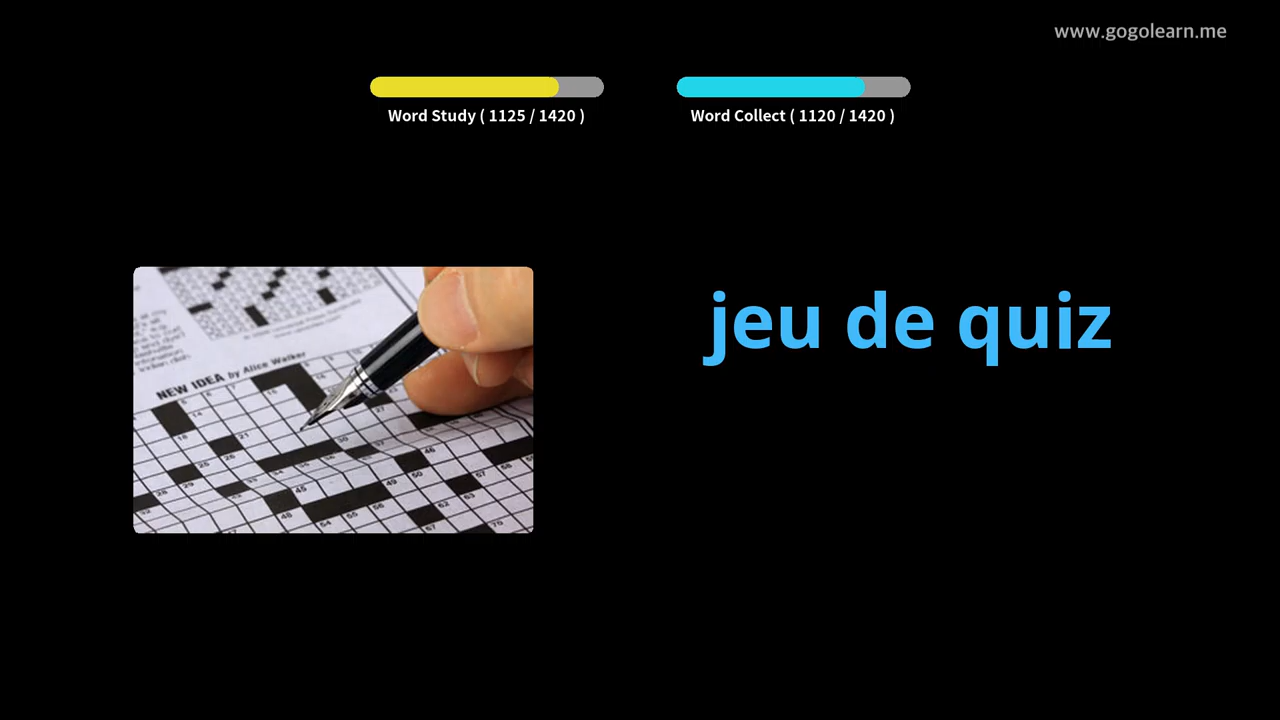 www.gogolearn.me
Word Study ( 1125 / 1420 )
Word Collect ( 1120 / 1420 )
jeu de quiz
NEW IDEA by Alice Walker